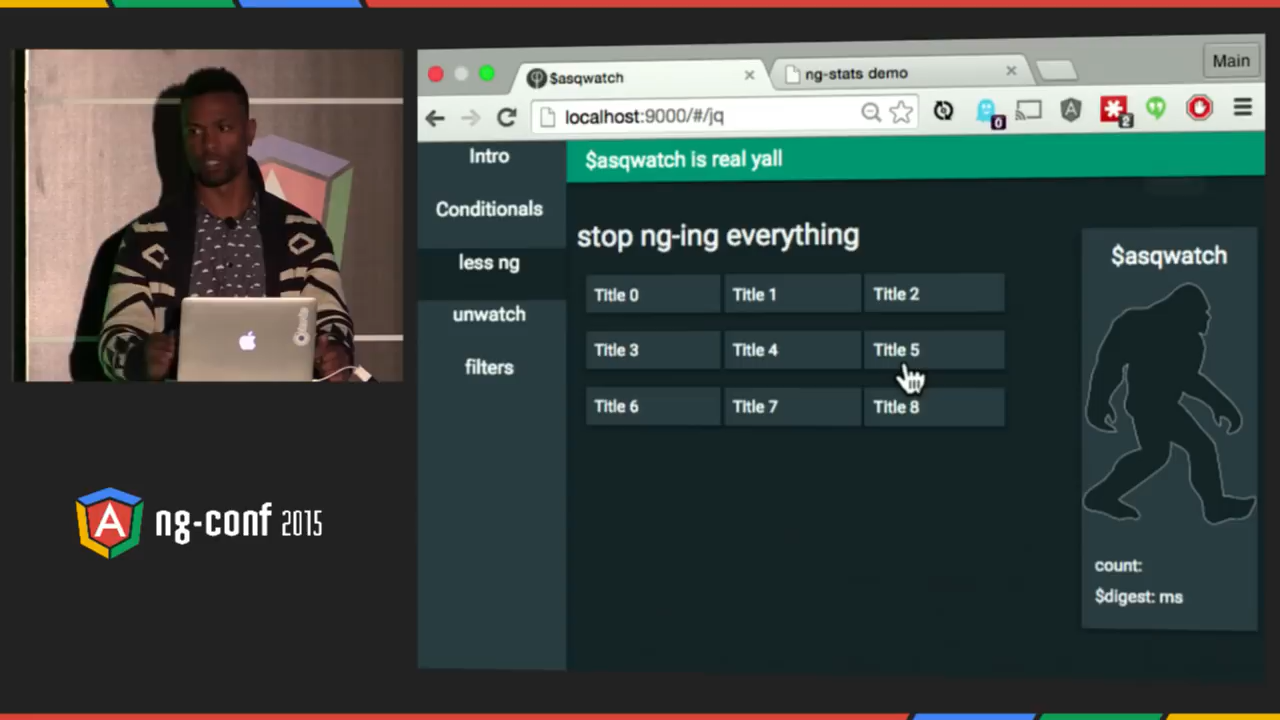 $asqwatch
ng-stats demo
Main
localhost:9000/#/jq
0
2
Intro
$asqwatch is real yall
Conditionals
stop ng-ing everything
less ng
$asqwatch
Title 0
Title 1
Title 2
unwatch
Title 3
Title 4
Title 5
filters
Title 6
Title 7
Title 8
A ng-conf 2015
count:
$digest: ms